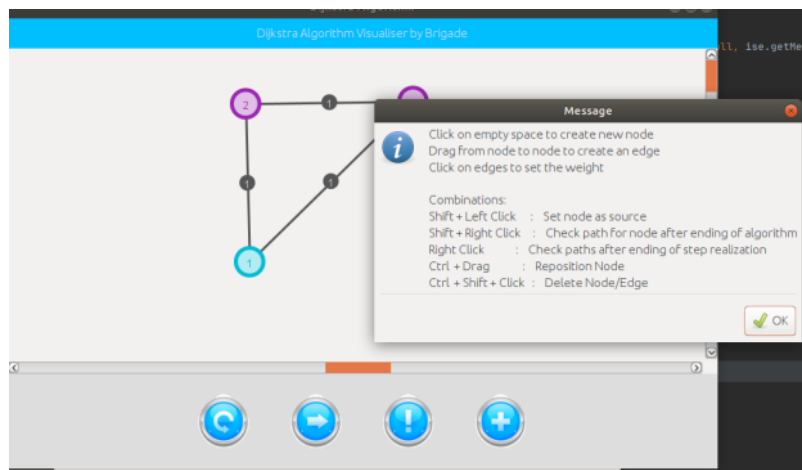 Dijkstra Algorithm Visualiser by Brigade
ll, ise.getMe
2
1
1
1
1
Message
Click on empty space to create new node
Drag from node to node to create an edge
Click on edges to set the weight
Combinations:
Shift + Left Click : Set node as source
Shift + Right Click : Check path for node after ending of algorithm
Right Click : Check paths after ending of step realization
Ctrl + Drag : Reposition Node
Ctrl + Shift + Click : Delete Node/Edge
OK